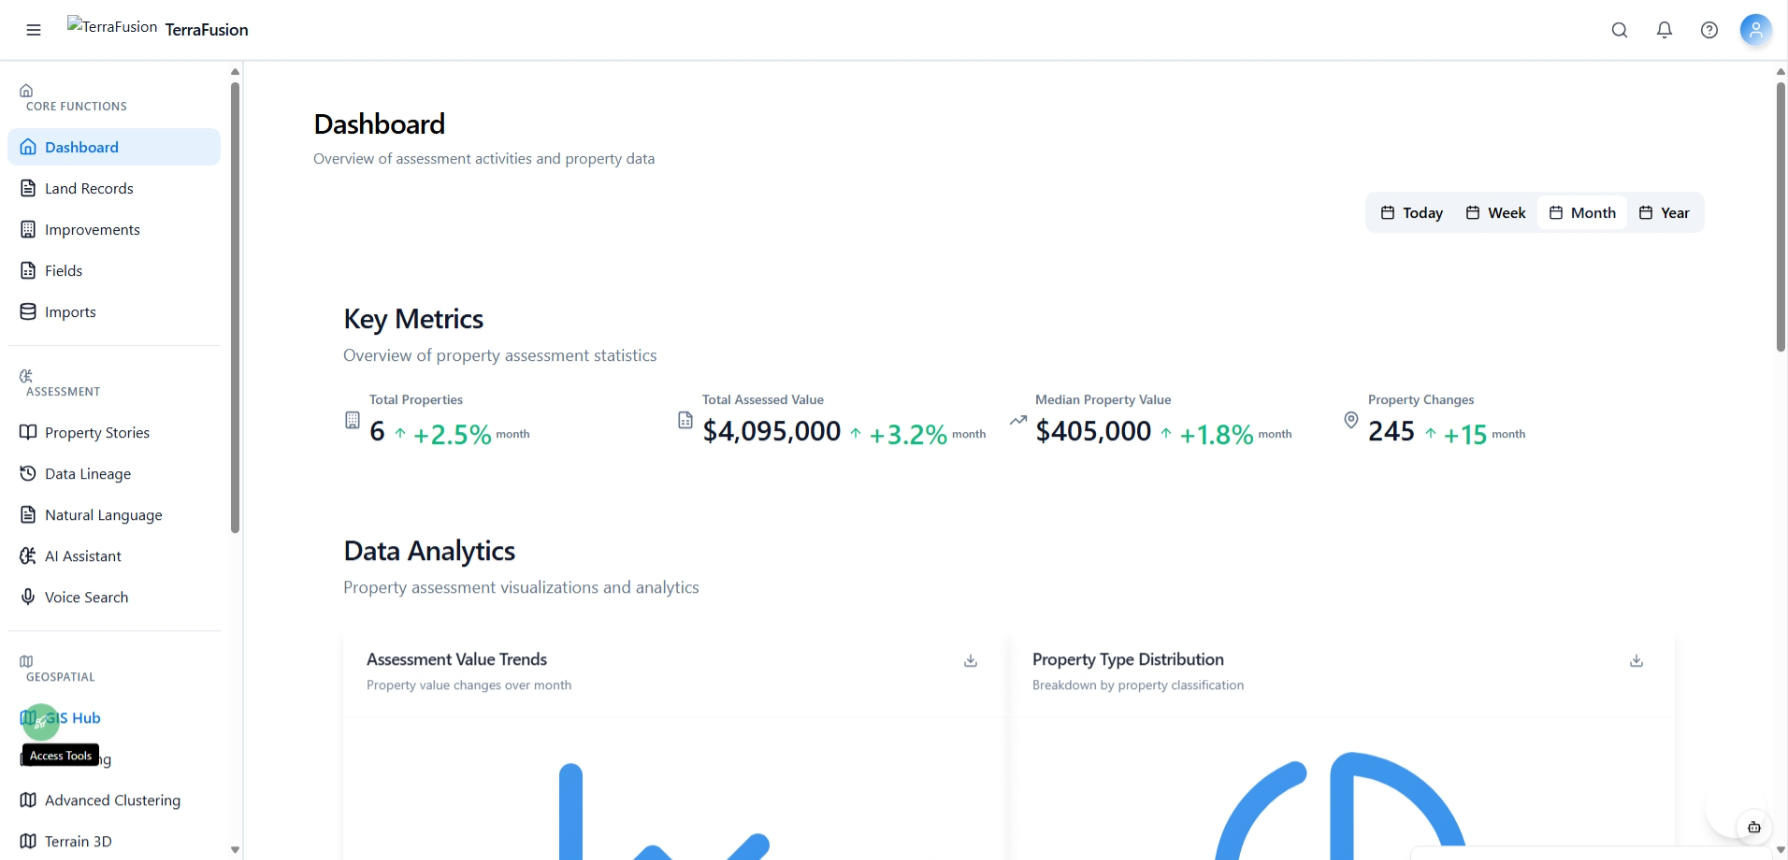 TerraFusion TerraFusion
CORE FUNCTIONS
Dashboard
Land Records
Improvements
Fields
Imports
ASSESSMENT
Property Stories
Data Lineage
Natural Language
AI Assistant
Voice Search
GEOSPATIAL
GIS Hub
Access Tools
Advanced Clustering
Terrain 3D
Dashboard
Overview of assessment activities and property data
Today Week Month Year
Key Metrics
Overview of property assessment statistics
Total Properties
6 +2.5% month
Total Assessed Value
$4,095,000 +3.2% month
Median Property Value
$405,000 +1.8% month
Property Changes
245 +15 month
Data Analytics
Property assessment visualizations and analytics
Assessment Value Trends
Property value changes over month
Property Type Distribution
Breakdown by property classification